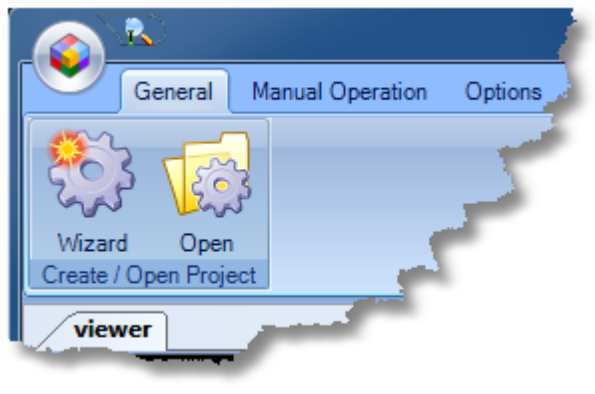 General Manual Operation Options
Wizard Open
Create / Open Project
viewer